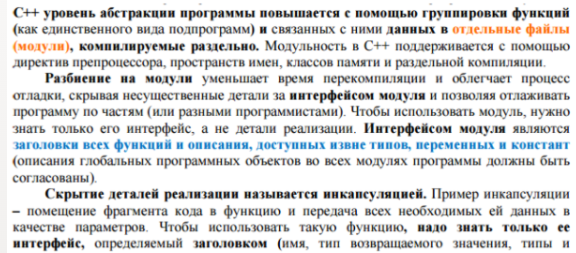 С++ уровень абстракции программы повышается с помощью группировки функций
(как единственного вида подпрограмм) и связанных с ними данных в отдельные файлы
(модули), компилируемые раздельно. Модульность в С++ поддерживается с помощью
директив препроцессора, пространств имен, классов памяти и раздельной компиляции.
Разбиение на модули уменьшает время перекомпиляции и облегчает процесс
отладки, скрывая несущественные детали за интерфейсом модуля и позволяя отлаживать
программу по частям (или разными программистами). Чтобы использовать модуль, нужно
знать только его интерфейс, а не детали реализации. Интерфейсом модуля являются
заголовки всех функций и описания, доступных извне типов, переменных и констант
(описания глобальных программных объектов во всех модулях программы должны быть
согласованы).
Скрытие деталей реализации называется инкапсуляцией. Пример инкапсуляции
– помещение фрагмента кода в функцию и передача всех необходимых ей данных в
качестве параметров. Чтобы использовать такую функцию, надо знать только ее
интерфейс, определяемый заголовком (имя, тип возвращаемого значения, типы и